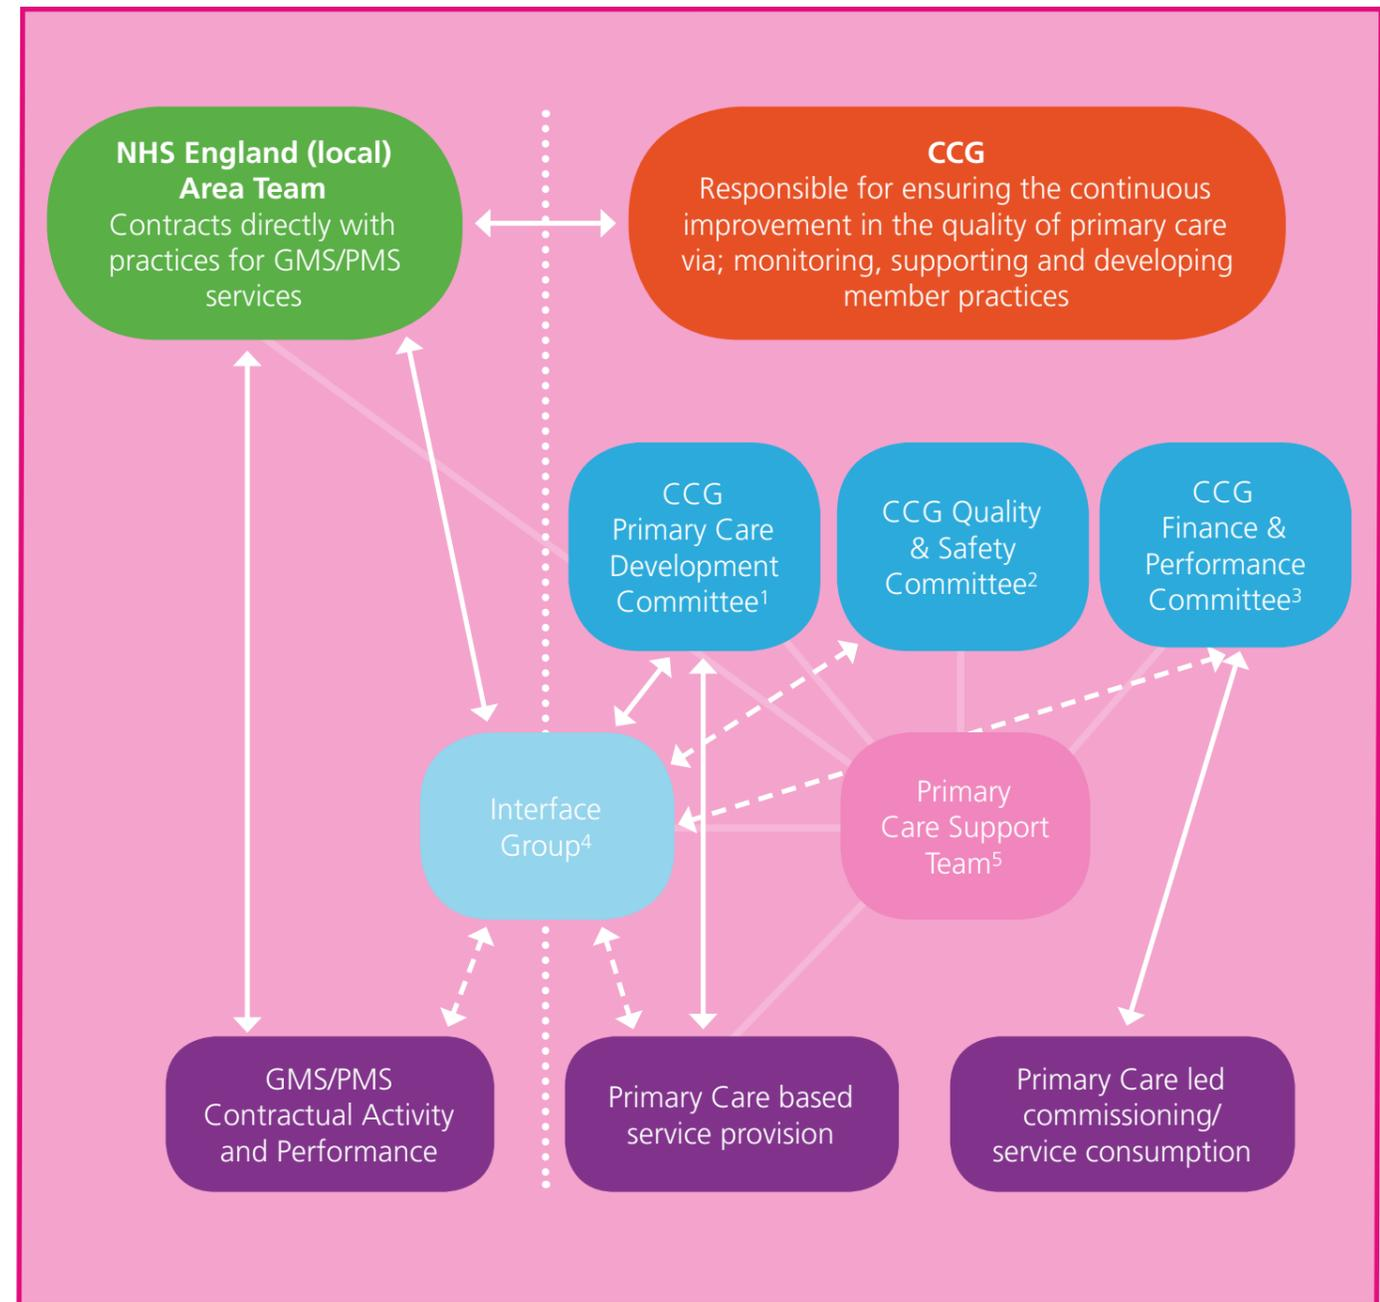 NHS England (local)
Area Team
Contracts directly with
practices for GMS/PMS
services
CCG
Responsible for ensuring the continuous
improvement in the quality of primary care
via; monitoring, supporting and developing
member practices
CCG
Primary Care
Development
Committee¹
CCG Quality
& Safety
Committee²
CCG
Finance &
Performance
Committee³
Interface
Group⁴
Primary
Care Support
Team⁵
GMS/PMS
Contractual Activity
and Performance
Primary Care based
service provision
Primary Care led
commissioning/
service consumption